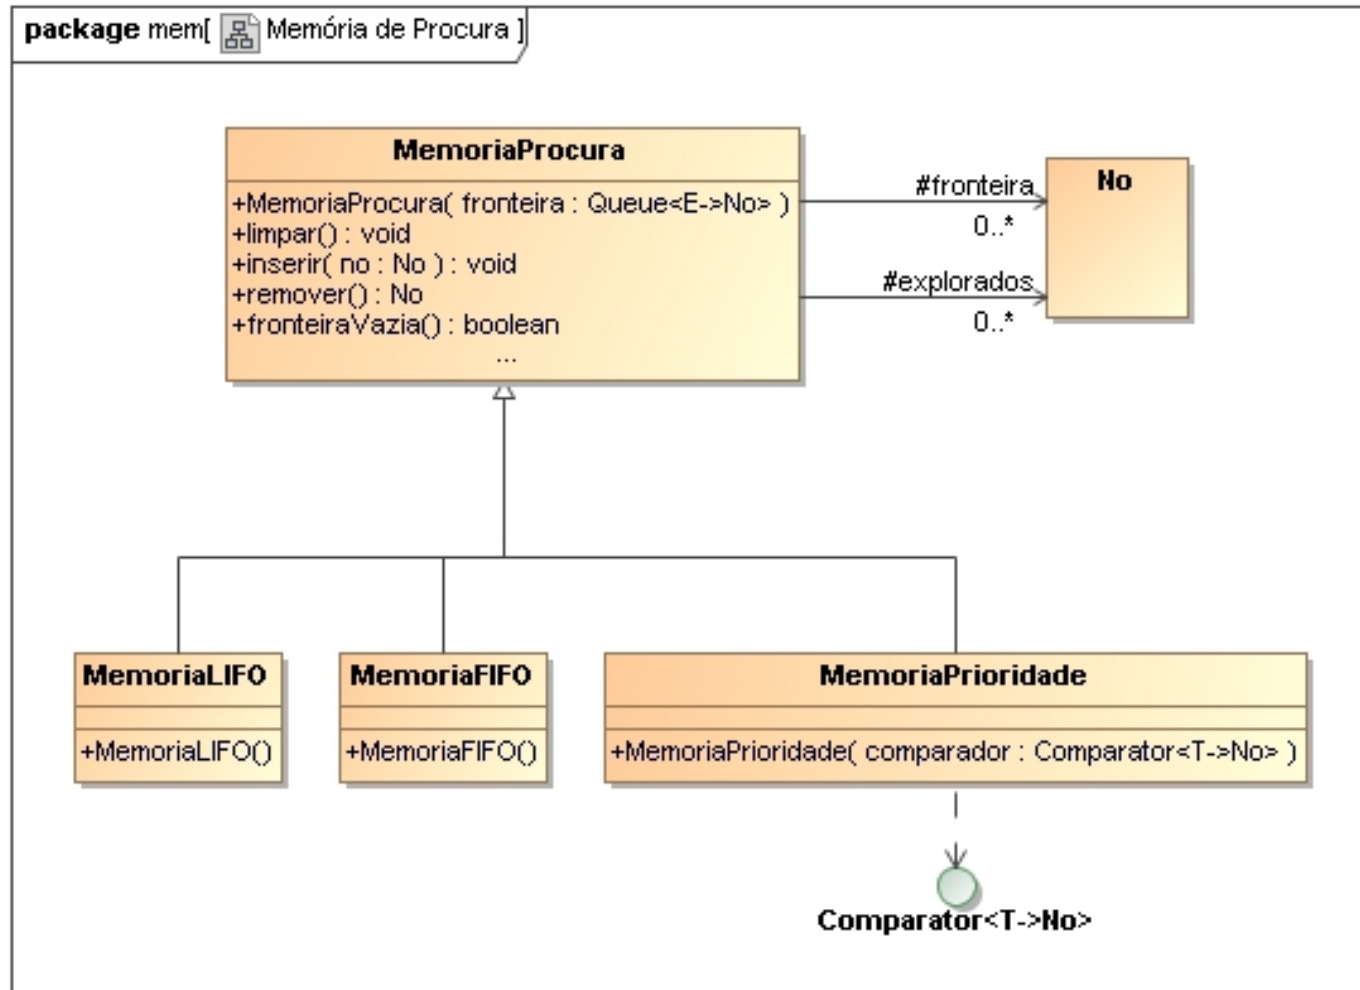 package mem[ Memória de Procura ]
MemoriaProcura
+MemoriaProcura( fronteira : Queue<E->No> )
+limpar() : void
+inserir( no : No ) : void
+remover() : No
+fronteiraVazia() : boolean
...
#fronteira
0..*
#explorados
0..*
No
MemoriaLIFO
+MemoriaLIFO()
MemoriaFIFO
+MemoriaFIFO()
MemoriaPrioridade
+MemoriaPrioridade( comparador : Comparator<T->No> )
Comparator<T->No>